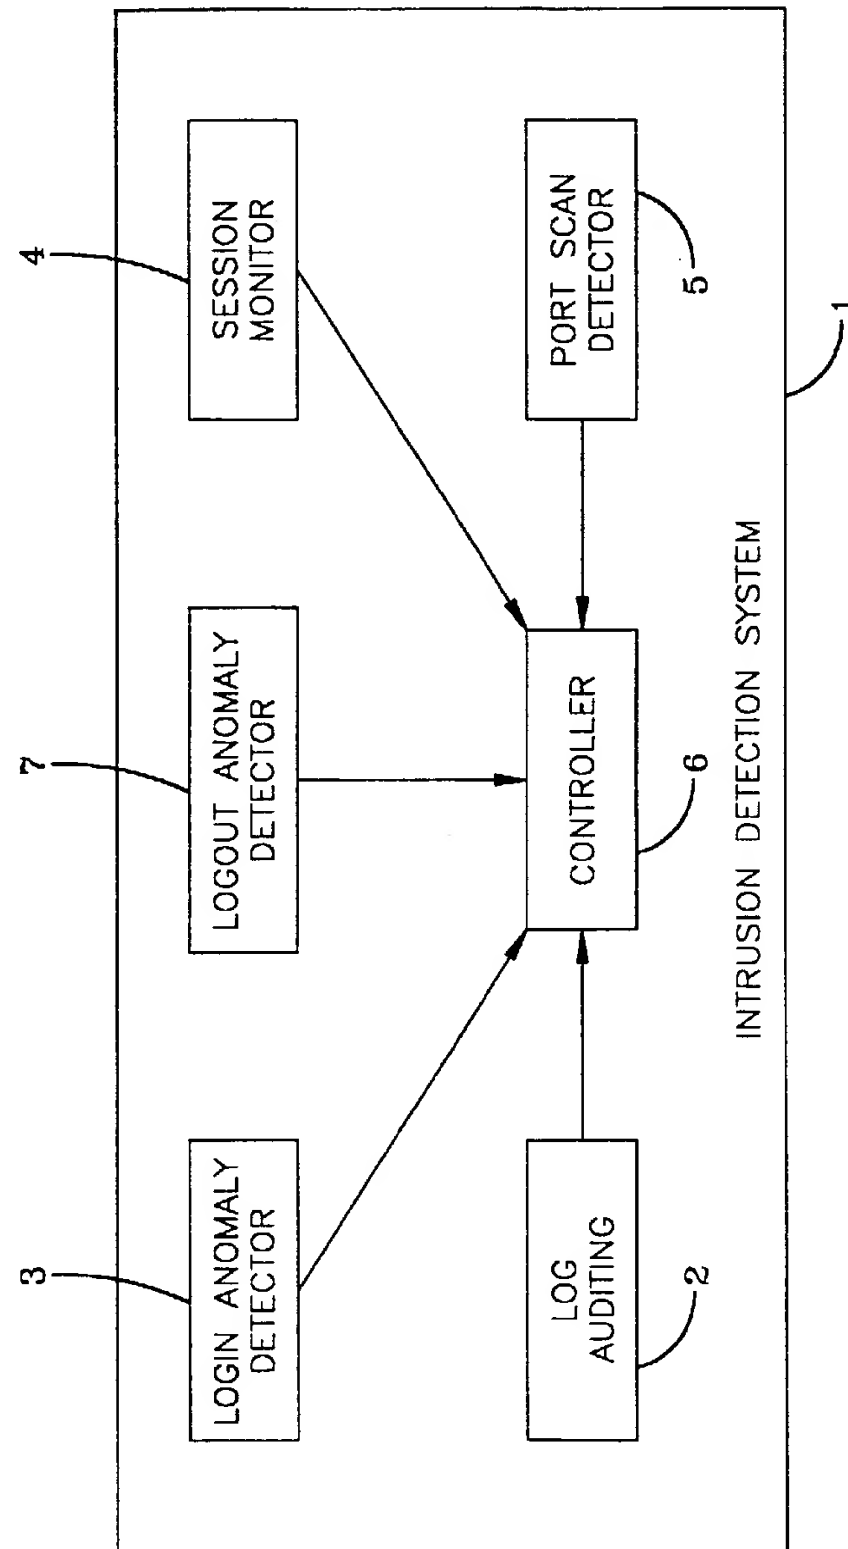 3
7
4
LOGIN ANOMALY
DETECTOR
LOGOUT ANOMALY
DETECTOR
SESSION
MONITOR
LOG
AUDITING
CONTROLLER
PORT SCAN
DETECTOR
2
6
5
INTRUSION DETECTION SYSTEM
1